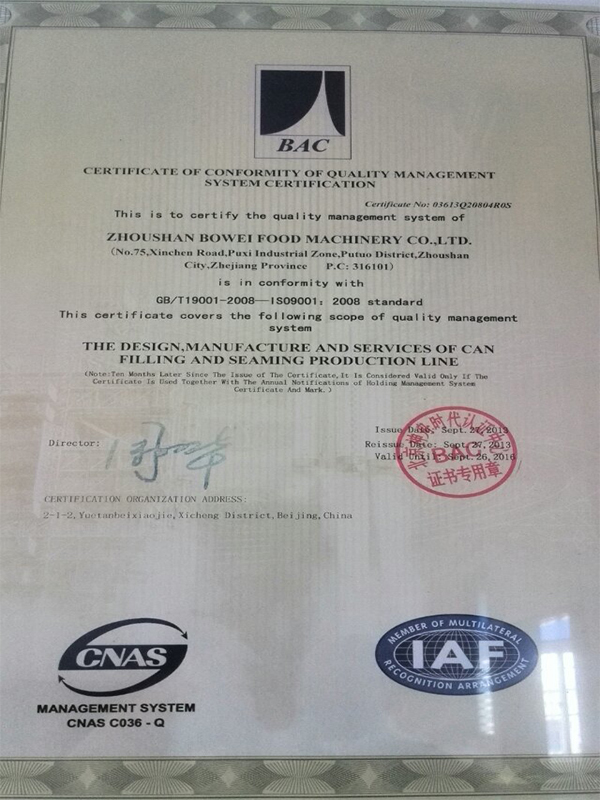 BAC
CERTIFICATE OF CONFORMITY OF QUALITY MANAGEMENT
SYSTEM CERTIFICATION
Certificate No: 03613Q20804R0S
This is to certify the quality management system of
ZHOUSHAN BOWEI FOOD MACHINERY CO.,LTD.
(No.75,Xinchen Road,Puxi Industrial Zone,Putuo District,Zhoushan
City,Zhejiang Province P.C: 316101)
is in conformity with
GB/T19001-2008—ISO9001: 2008 standard
This certificate covers the following scope of quality management
system
THE DESIGN,MANUFACTURE AND SERVICES OF CAN
FILLING AND SEAMING PRODUCTION LINE
(Note:Ten Months Later Since The Issue of The Certificate,It Is Considered Valid Only If The
Certificate Is Used Together With The Annual Notifications of Holding Management System
Certificate And Mark.)
Issue Date: Sept.27,2013
Director:
Reissue Date: Sept.27,2013
Valid Until: Sept.26,2016
时代认证
BAC
证书专用章
CERTIFICATION ORGANIZATION ADDRESS:
2-1-2,Yuetanbeixiaojie,Xicheng District,Beijing,China
CNAS
MANAGEMENT SYSTEM
CNAS C036 - Q
MEMBER OF MULTILATERAL
IAF
RECOGNITION ARRANGEMENT